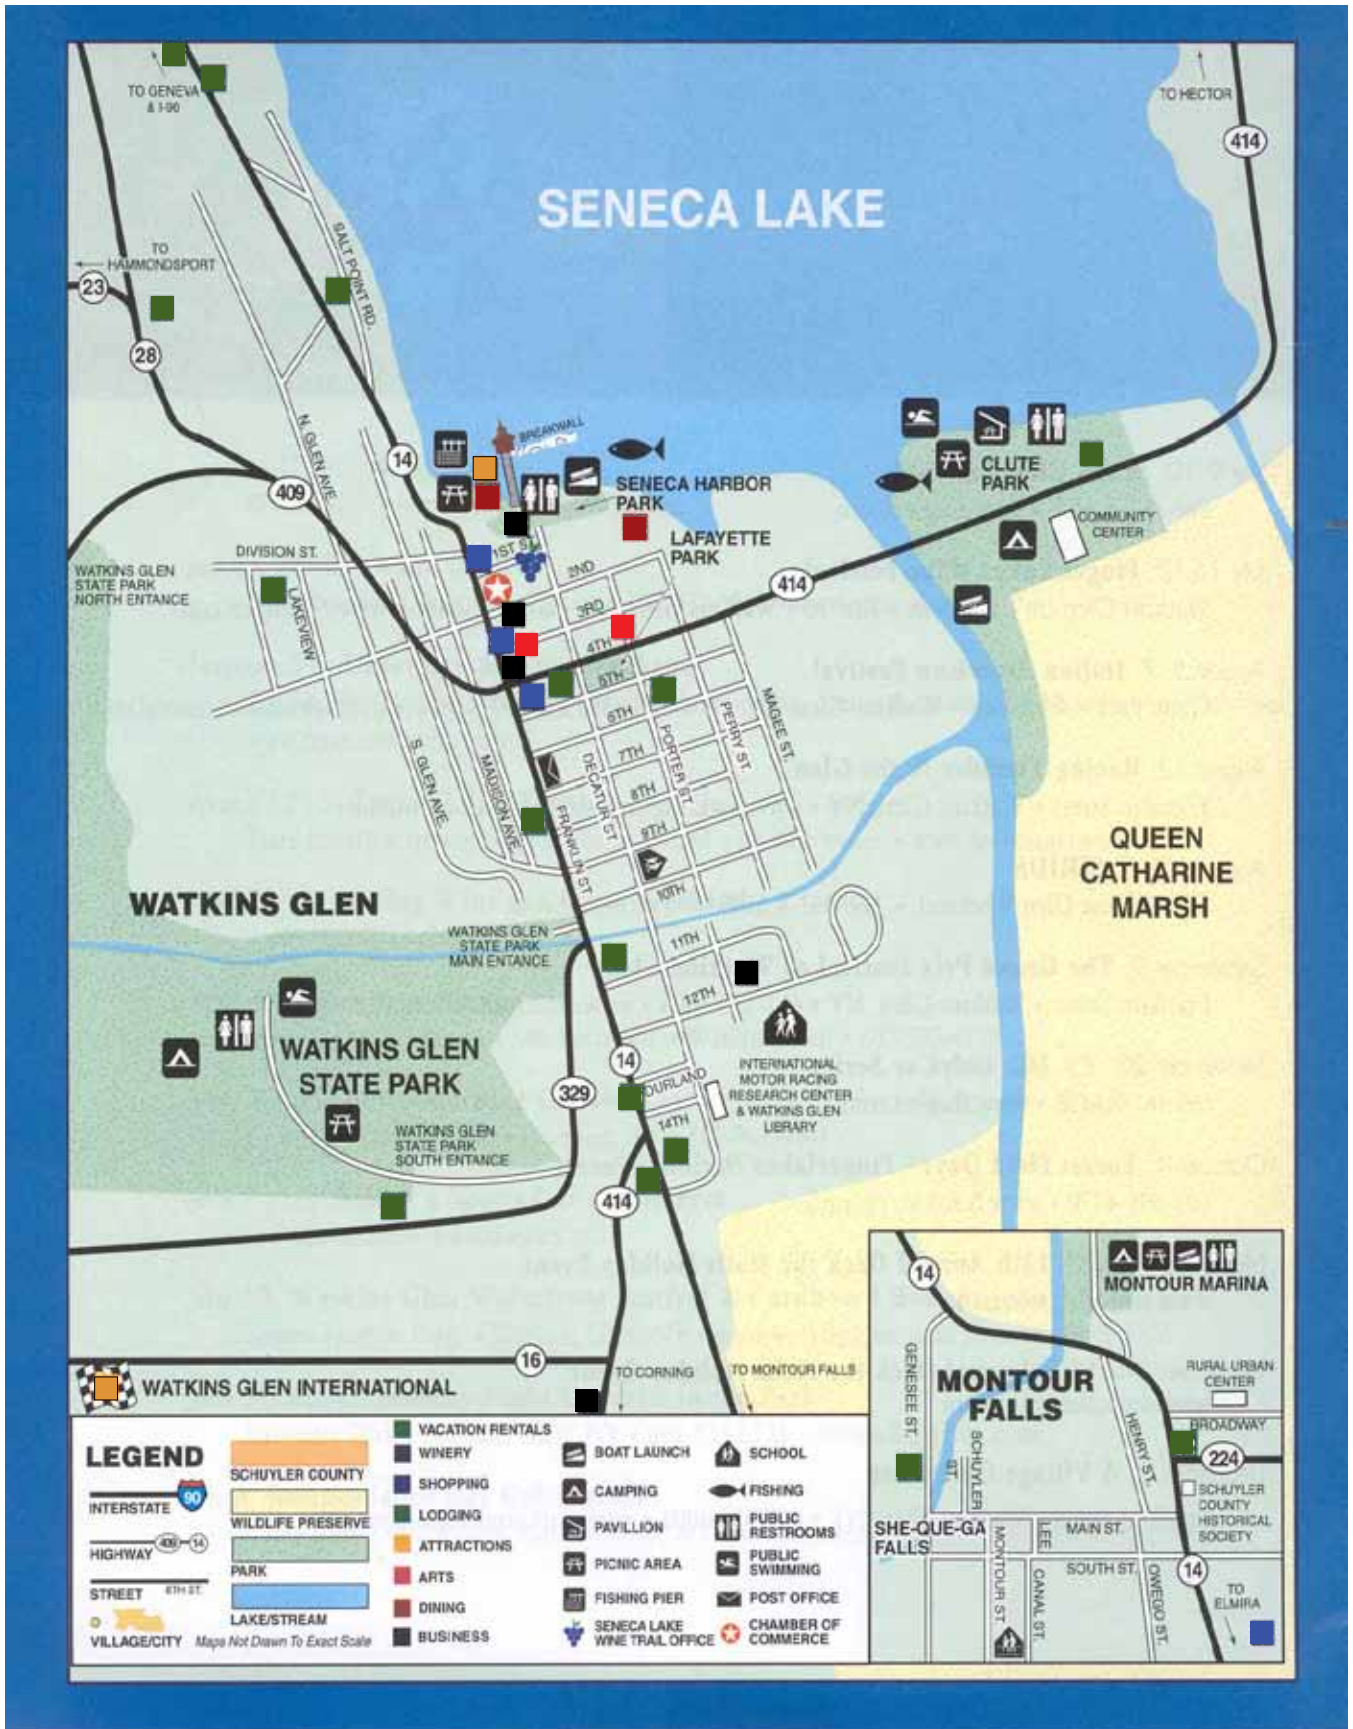 TO GENEVA
& I-90
TO HECTOR
414
SENECA LAKE
TO
HAMMONDSPORT
23
SALT POINT RD.
28
N. GLEN AVE.
14
409
BREAKWALL
SENECA HARBOR
PARK
CLUTE
PARK
LAFAYETTE
PARK
COMMUNITY
CENTER
DIVISION ST.
WATKINS GLEN
STATE PARK
NORTH ENTRANCE
LAKEVIEW
1ST S
2ND
3RD
4TH
414
5TH
6TH
7TH
8TH
9TH
10TH
11TH
12TH
S. GLEN AVE.
MADISON AVE.
FRANKLIN ST.
DECATUR ST.
PORTER ST.
PERRY ST.
MAGEE ST.
QUEEN
CATHARINE
MARSH
WATKINS GLEN
WATKINS GLEN
STATE PARK
MAIN ENTANCE
WATKINS GLEN
STATE PARK
14
329
OURLAND
14TH
INTERNATIONAL
MOTOR RACING
RESEARCH CENTER
& WATKINS GLEN
LIBRARY
WATKINS GLEN
STATE PARK
SOUTH ENTRANCE
414
16
TO CORNING
TO MONTOUR FALLS
WATKINS GLEN INTERNATIONAL
14
MONTOUR MARINA
GENESEE ST.
MONTOUR
FALLS
RURAL URBAN
CENTER
BROADWAY
HENRY ST.
224
SCHUYLER
ST.
SCHUYLER
COUNTY
HISTORICAL
SOCIETY
SHE-QUE-GA
FALLS
MAIN ST.
LEE
MONTOUR ST.
CANAL ST.
SOUTH ST.
OWEGO ST.
14
TO
ELMIRA
LEGEND
INTERSTATE
90
HIGHWAY
409
14
STREET
6TH ST.
VILLAGE/CITY
SCHUYLER COUNTY
WILDLIFE PRESERVE
PARK
LAKE/STREAM
Maps Not Drawn To Exact Scale
VACATION RENTALS
WINERY
SHOPPING
LODGING
ATTRACTIONS
ARTS
DINING
BUSINESS
BOAT LAUNCH
CAMPING
PAVILLION
PICNIC AREA
FISHING PIER
SENECA LAKE
WINE TRAIL OFFICE
SCHOOL
FISHING
PUBLIC
RESTROOMS
PUBLIC
SWIMMING
POST OFFICE
CHAMBER OF
COMMERCE